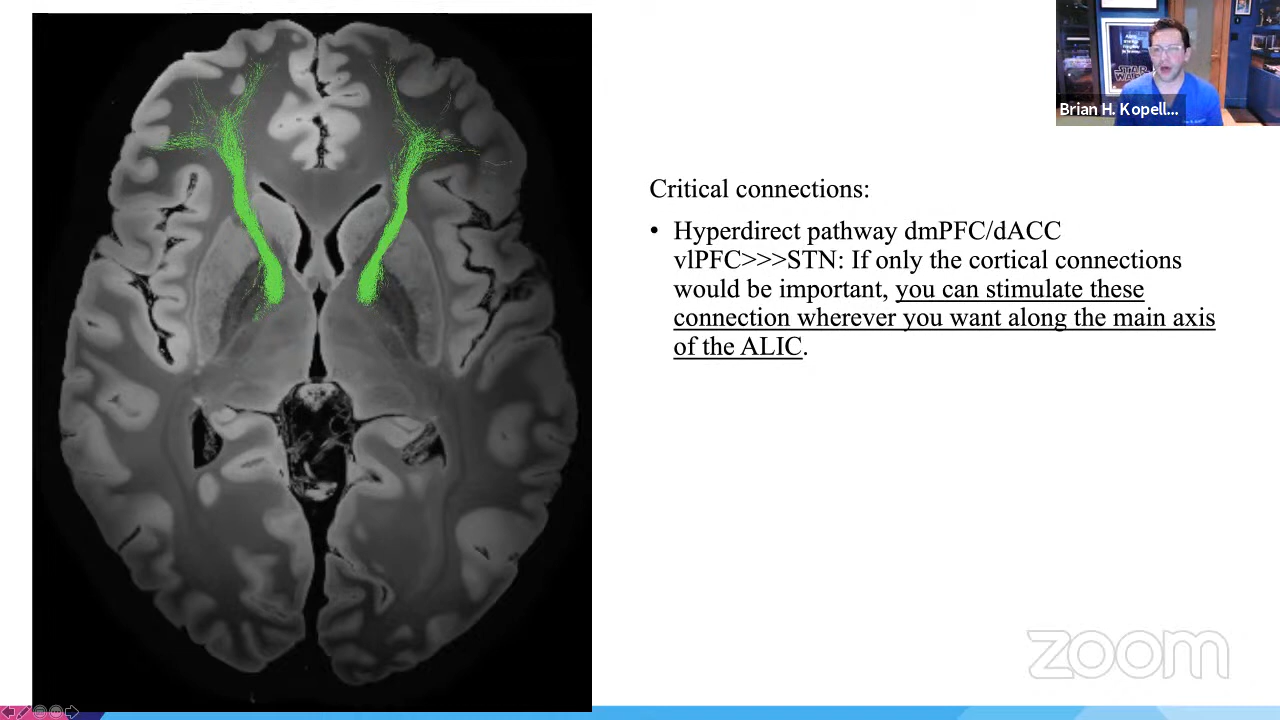 Brian H. Kopell...
STAR
Critical connections:
• Hyperdirect pathway dmPFC/dACC
vlPFC>>>STN: If only the cortical connections
would be important, you can stimulate these
connection wherever you want along the main axis
of the ALIC.
zoom